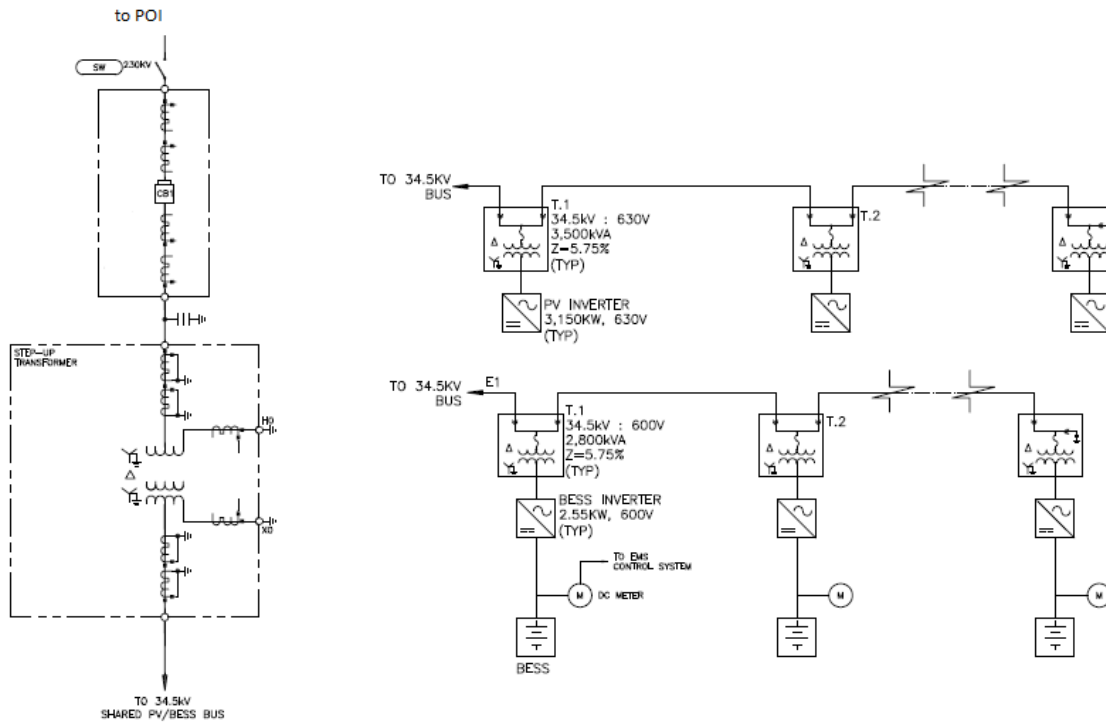 to POI
SW
230KV
CB1
STEP-UP
TRANSFORMER
H0
X0
TO 34.5kV
SHARED PV/BESS BUS
TO 34.5KV
BUS
T.1
34.5kV : 630V
3,500kVA
Z=5.75%
(TYP)
T.2
PV INVERTER
3,150KW, 630V
(TYP)
TO 34.5KV
BUS
E1
T.1
34.5kV : 600V
2,800kVA
Z=5.75%
(TYP)
T.2
BESS INVERTER
2.55KW, 600V
(TYP)
TO EMS
CONTROL SYSTEM
M
DC METER
M
M
BESS